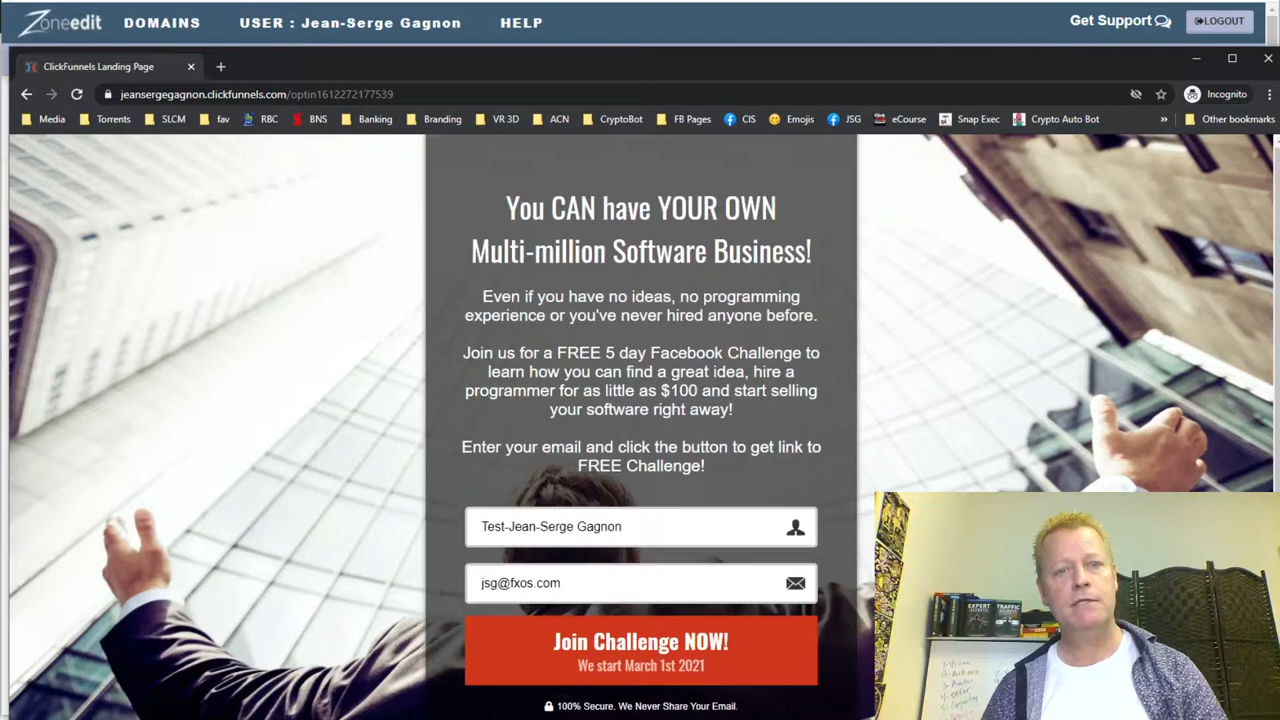 Zoneedit DOMAINS USER : Jean-Serge Gagnon HELP Get Support LOGOUT
ClickFunnels Landing Page
jeansergegagnon.clickfunnels.com/optin1612272177539 Incognito
Media Torrents SLCM fav RBC BNS Banking Branding VR 3D ACN CryptoBot FB Pages CIS Emojis JSG eCourse Snap Exec Crypto Auto Bot » Other bookmarks
You CAN have YOUR OWN
Multi-million Software Business!
Even if you have no ideas, no programming
experience or you've never hired anyone before.
Join us for a FREE 5 day Facebook Challenge to
learn how you can find a great idea, hire a
programmer for as little as $100 and start selling
your software right away!
Enter your email and click the button to get link to
FREE Challenge!
Test-Jean-Serge Gagnon
jsg@fxos.com
Join Challenge NOW!
We start March 1st 2021
100% Secure. We Never Share Your Email.
EXPERT
TRAFFIC